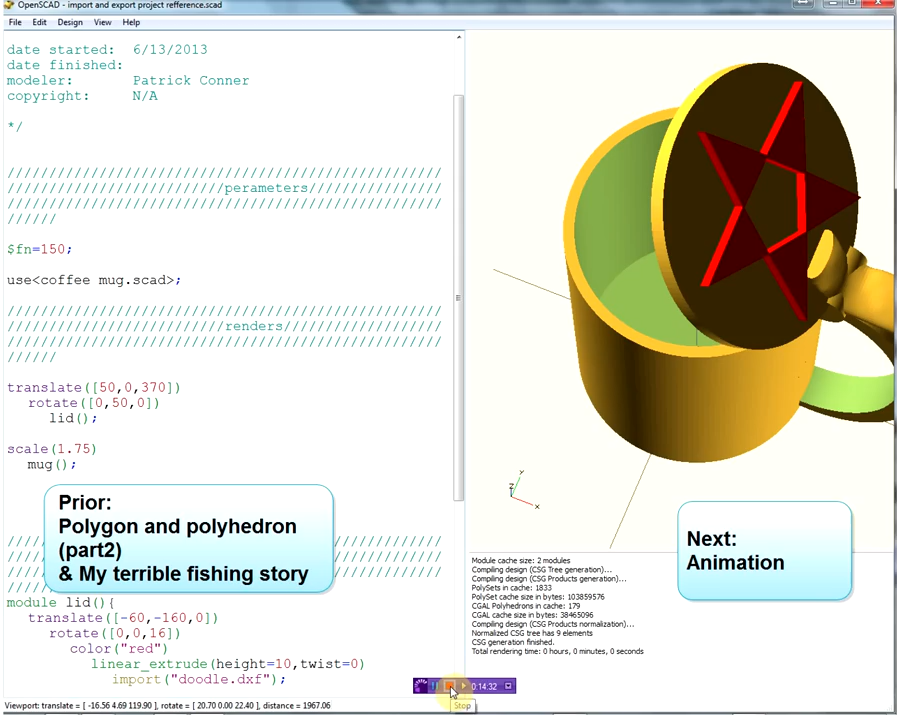 OpenSCAD - import and export project refference.scad
File Edit Design View Help
date started: 6/13/2013
date finished:
modeler: Patrick Conner
copyright: N/A
*/
//////////////////////////////////////////
/////////////////////perameters////////////////
//////////////////////////////////////////
//////
$fn=150;
use<coffee mug.scad>;
//////////////////////////////////////////
/////////////////////renders///////////////////
//////////////////////////////////////////
//////
translate([50,0,370])
rotate([0,50,0])
lid();
scale(1.75)
mug();
Prior:
Polygon and polyhedron
(part2)
& My terrible fishing story
module lid(){
translate([-60,-160,0])
rotate([0,0,16])
color("red")
linear_extrude(height=10,twist=0)
import("doodle.dxf");
y
z
x
Next:
Animation
Module cache size: 2 modules
Compiling design (CSG Tree generation)...
Compiling design (CSG Products generation)...
PolySets in cache: 1833
PolySet cache size in bytes: 103859576
CGAL Polyhedrons in cache: 179
CGAL cache size in bytes: 38465096
Compiling design (CSG Products normalization)...
Normalized CSG tree has 9 elements
CSG generation finished.
Total rendering time: 0 hours, 0 minutes, 0 seconds
0:14:32
Stop
Viewport: translate = [ -16.56 4.69 119.90 ], rotate = [ 20.70 0.00 22.40 ], distance = 1967.06